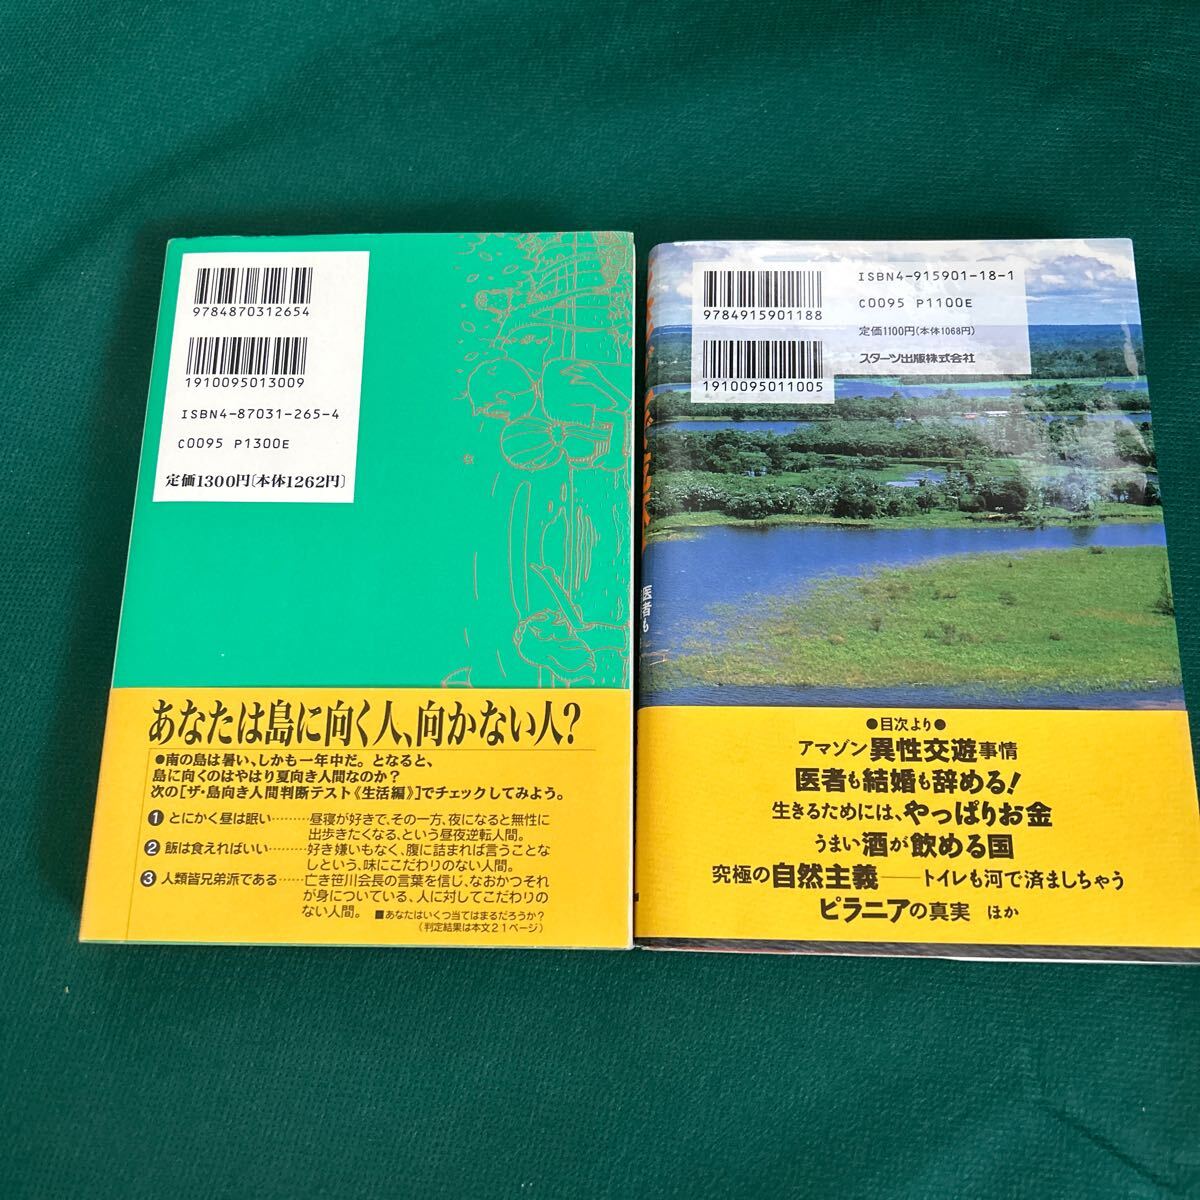 9784870312654
1910095013009
ISBN4-87031-265-4
C0095 P1300E
定価1300円〔本体1262円〕
あなたは島に向く人、向かない人?
●南の島は暑い、しかも一年中だ。となると、
島に向くのはやはり夏向き人間なのか?
次の[ザ・島向き人間判断テスト《生活編》]でチェックしてみよう。
❶ とにかく昼は眠い………昼寝が好きで、その一方、夜になると無性に
出歩きたくなる、という昼夜逆転人間。
❷ 飯は食えればいい………好き嫌いもなく、腹に詰まれば言うことな
しという、味にこだわりのない人間。
❸ 人類皆兄弟派である……亡き笹川会長の言葉を信じ、なおかつそれ
が身についている、人に対してこだわりの
ない人間。
■あなたはいくつ当てはまるだろうか?
(判定結果は本文21ページ)
9784915901188
1910095011005
ISBN4-915901-18-1
C0095 P1100E
定価1100円(本体1068円)
スターツ出版株式会社
医者も
●目次より●
アマゾン異性交遊事情
医者も結婚も辞める!
生きるためには、やっぱりお金
うまい酒が飲める国
究極の自然主義――トイレも河で済ましちゃう
ピラニアの真実 ほか